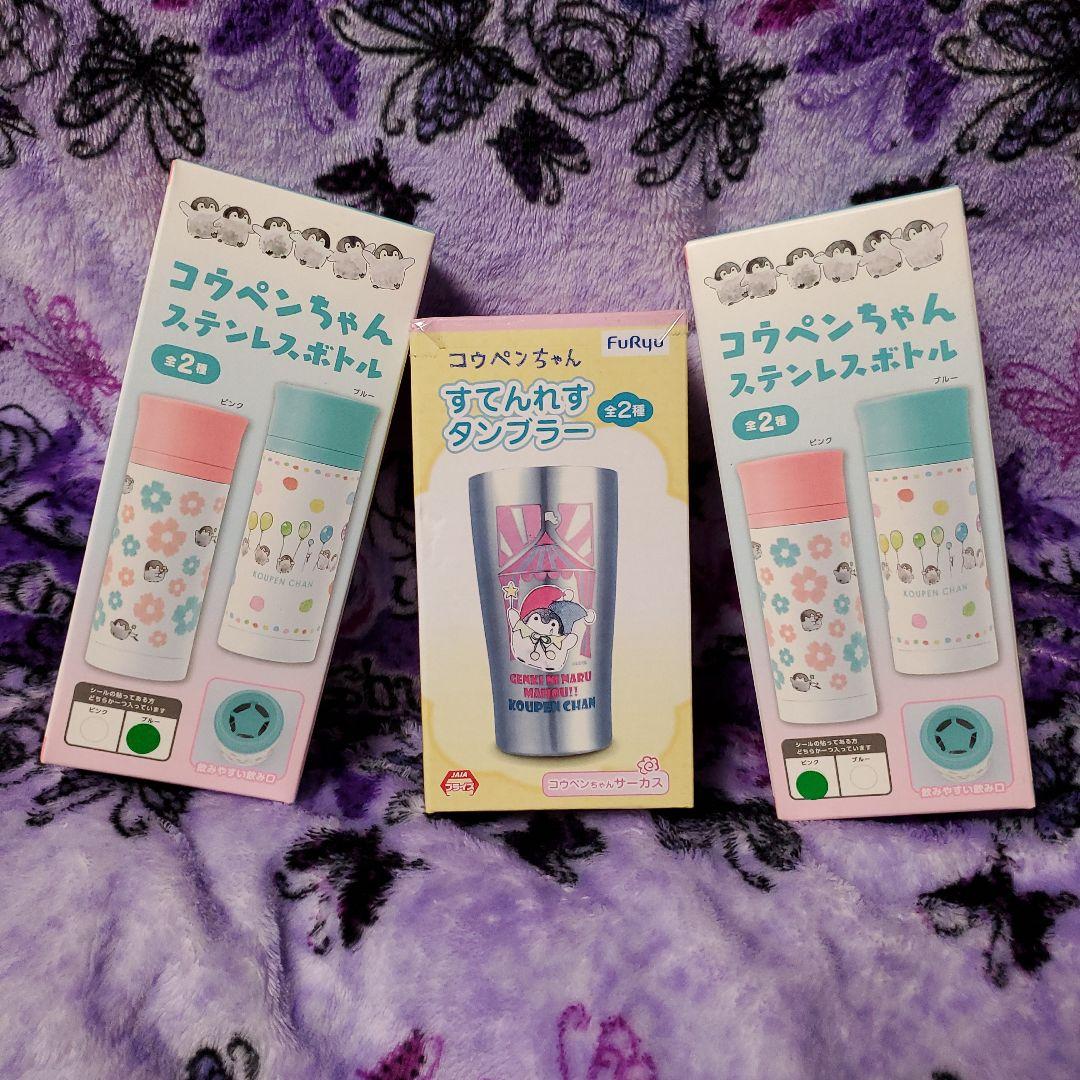 コウペンちゃん
ステンレスボトル
全2種
ピンク
ブルー
KOUPEN CHAN
シールの貼ってある方
どちらか一つ入っています
ピンク
ブルー
飲みやすい飲み口
FuRyu
コウペンちゃん
すてんれす
タンブラー
全2種
GENKI NI NARU
MAHOU!!
KOUPEN CHAN
JAIA
プライズ
コウペンちゃんサーカス
コウペンちゃん
ステンレスボトル
全2種
ブルー
ピンク
KOUPEN CHAN
シールの貼ってある方
どちらか一つ入っています
ピンク
ブルー
飲みやすい飲み口